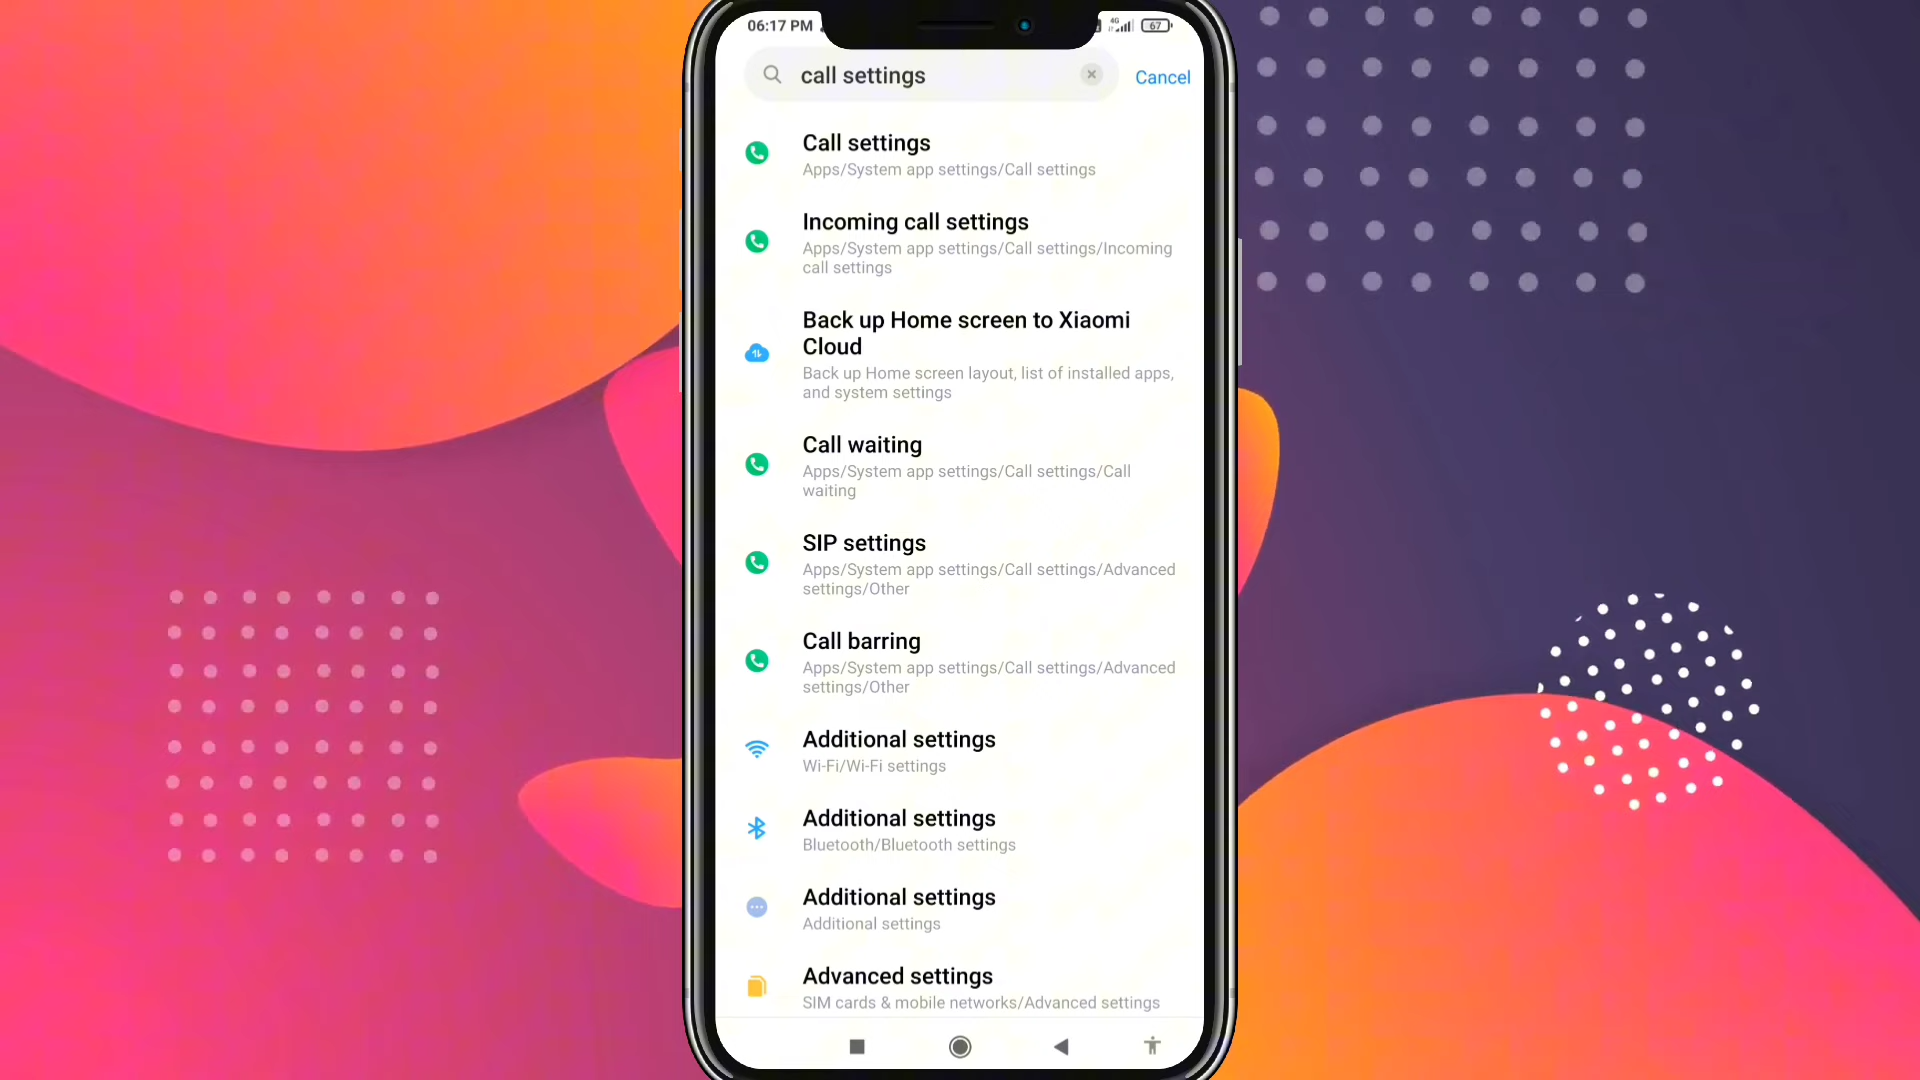 06:17 PM
4G
67
call settings
Cancel
Call settings
Apps/System app settings/Call settings
Incoming call settings
Apps/System app settings/Call settings/Incoming
call settings
Back up Home screen to Xiaomi
Cloud
Back up Home screen layout, list of installed apps,
and system settings
Call waiting
Apps/System app settings/Call settings/Call
waiting
SIP settings
Apps/System app settings/Call settings/Advanced
settings/Other
Call barring
Apps/System app settings/Call settings/Advanced
settings/Other
Additional settings
Wi-Fi/Wi-Fi settings
Additional settings
Bluetooth/Bluetooth settings
Additional settings
Additional settings
Advanced settings
SIM cards & mobile networks/Advanced settings